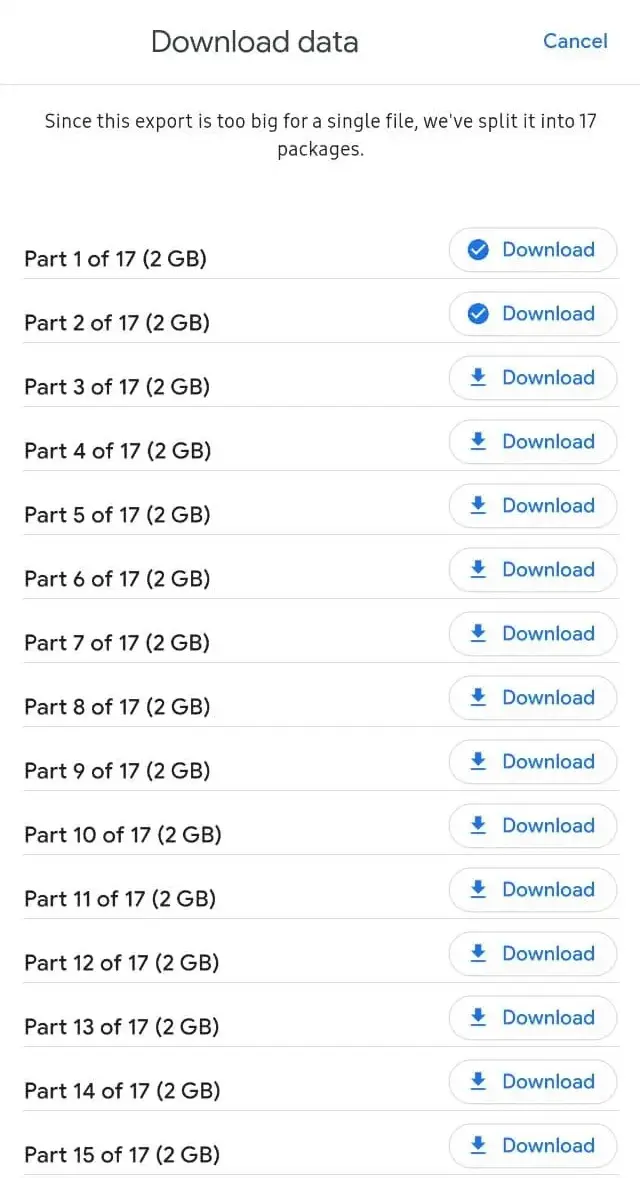 Download data
Cancel
Since this export is too big for a single file, we've split it into 17
packages.
Part 1 of 17 (2 GB)
Download
Part 2 of 17 (2 GB)
Download
Part 3 of 17 (2 GB)
Download
Part 4 of 17 (2 GB)
Download
Part 5 of 17 (2 GB)
Download
Part 6 of 17 (2 GB)
Download
Part 7 of 17 (2 GB)
Download
Part 8 of 17 (2 GB)
Download
Part 9 of 17 (2 GB)
Download
Part 10 of 17 (2 GB)
Download
Part 11 of 17 (2 GB)
Download
Part 12 of 17 (2 GB)
Download
Part 13 of 17 (2 GB)
Download
Part 14 of 17 (2 GB)
Download
Part 15 of 17 (2 GB)
Download